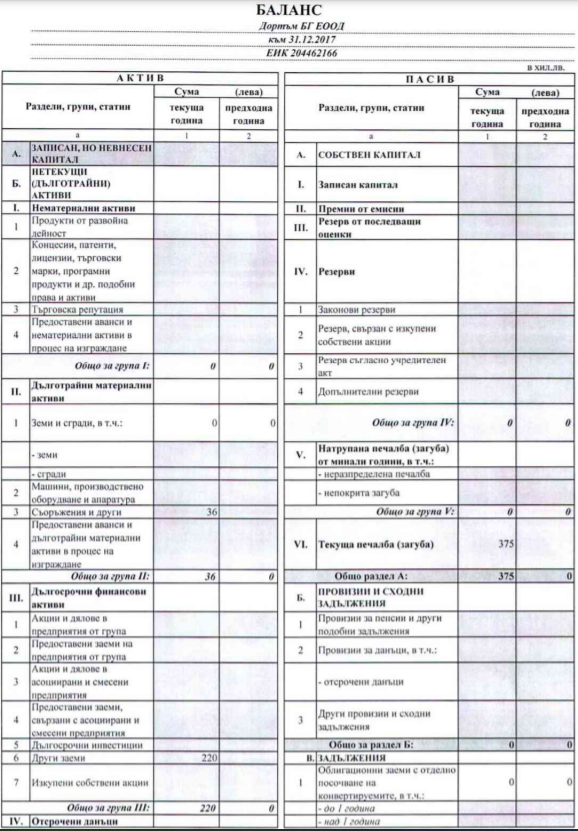 БАЛАНС
Дортъм БГ ЕООД
към 31.12.2017
ЕИК 204462166
в хил.лв.
А К Т И В
Раздели, групи, статии
Сума (лева)
текуща година
предходна година
а 1 2
А. ЗАПИСАН, НО НЕВНЕСЕН
КАПИТАЛ
Б. НЕТЕКУЩИ
(ДЪЛГОТРАЙНИ)
АКТИВИ
I. Нематериални активи
1 Продукти от развойна
дейност
2 Концесии, патенти,
лицензии, търговски
марки, програмни
продукти и др. подобни
права и активи
3 Търговска репутация
4 Предоставени аванси и
нематериални активи в
процес на изграждане
Общо за група I: 0 0
II. Дълготрайни материални
активи
1 Земи и сгради, в т.ч.: 0 0
- земи
- сгради
2 Машини, производствено
оборудване и апаратура
3 Съоръжения и други 36
4 Предоставени аванси и
дълготрайни материални
активи в процес на
изграждане
Общо за група II: 36 0
III. Дългосрочни финансови
активи
1 Акции и дялове в
предприятия от група
2 Предоставени заеми на
предприятия от група
3 Акции и дялове в
асоциирани и смесени
предприятия
4 Предоставени заеми,
свързани с асоциирани и
смесени предприятия
5 Дългосрочни инвестиции
6 Други заеми 220
7 Изкупени собствени акции
Общо за група III: 220 0
IV. Отсрочени данъци
П А С И В
Раздели, групи, статии
Сума (лева)
текуща година
предходна година
а 1 2
А. СОБСТВЕН КАПИТАЛ
I. Записан капитал
II. Премии от емисии
III. Резерв от последващи
оценки
IV. Резерви
1 Законови резерви
2 Резерв, свързан с изкупени
собствени акции
3 Резерв съгласно учредителен
акт
4 Допълнителни резерви
Общо за група IV: 0 0
V. Натрупана печалба (загуба)
от минали години, в т.ч.:
- неразпределена печалба
- непокрита загуба
Общо за група V: 0 0
VI. Текуща печалба (загуба) 375
Общо раздел А: 375 0
Б. ПРОВИЗИИ И СХОДНИ
ЗАДЪЛЖЕНИЯ
1 Провизии за пенсии и други
подобни задължения
2 Провизии за данъци, в т.ч.:
- отсрочени данъци
3 Други провизии и сходни
задължения
Общо за раздел Б: 0 0
В. ЗАДЪЛЖЕНИЯ
1 Облигационни заеми с отделно
посочване на
конвертируемите, в т.ч.: 0 0
- до 1 година
- над 1 година